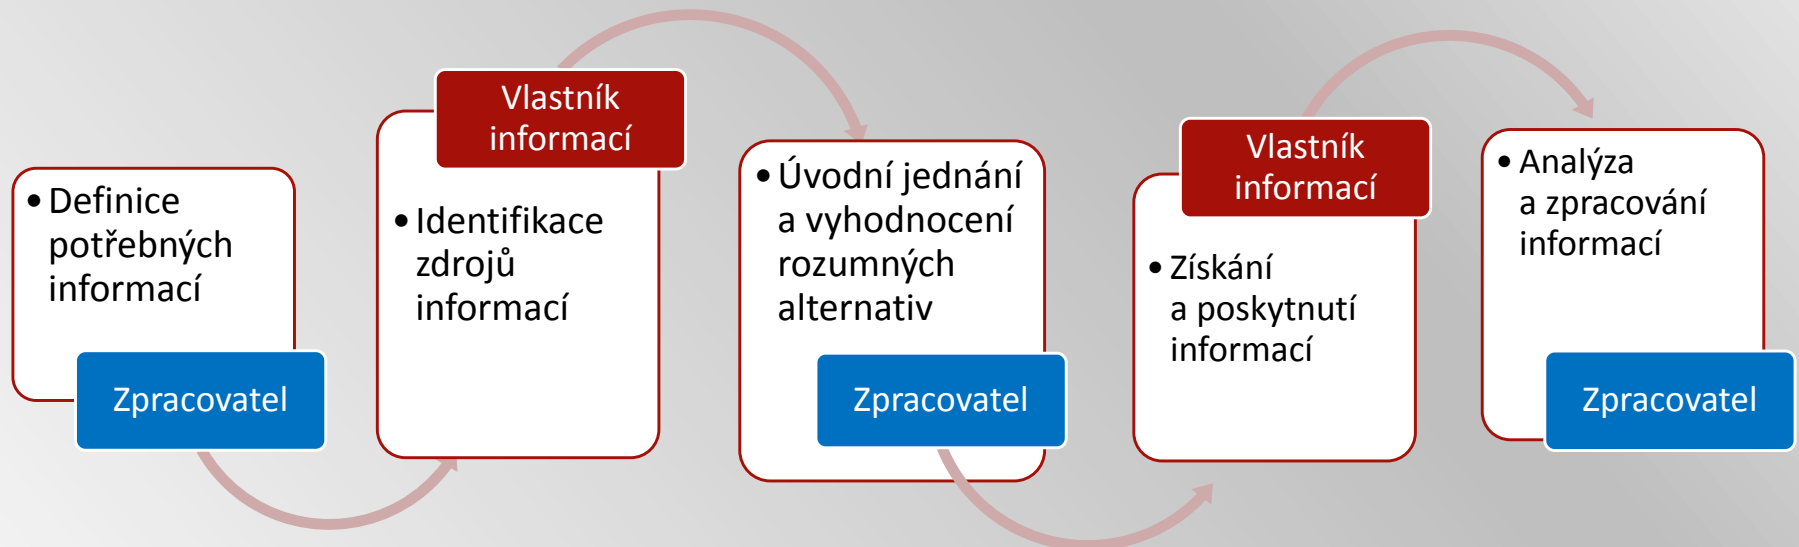 • Definice
potřebných
informací
Zpracovatel
Vlastník
informací
• Identifikace
zdrojů
informací
• Úvodní jednání
a vyhodnocení
rozumných
alternativ
Zpracovatel
Vlastník
informací
• Získání
a poskytnutí
informací
• Analýza
a zpracování
informací
Zpracovatel